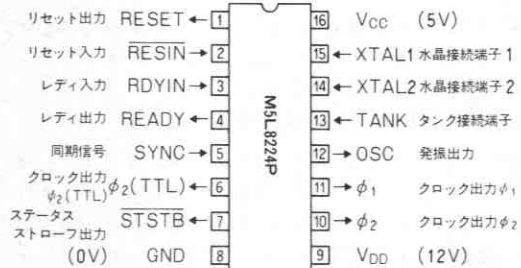 リセット出力 RESET ← 1
リセット入力 RESIN → 2
レディ入力 RDYIN → 3
レディ出力 READY ← 4
同期信号 SYNC → 5
クロック出力 φ2(TTL) φ2(TTL) ← 6
ステータス
ストローフ出力 STSTB ← 7
(0V) GND 8
M5L8224P
16 VCC (5V)
15 ← XTAL1 水晶接続端子1
14 ← XTAL2 水晶接続端子2
13 ← TANK タンク接続端子
12 → OSC 発振出力
11 → φ1 クロック出力φ1
10 → φ2 クロック出力φ2
9 VDD (12V)